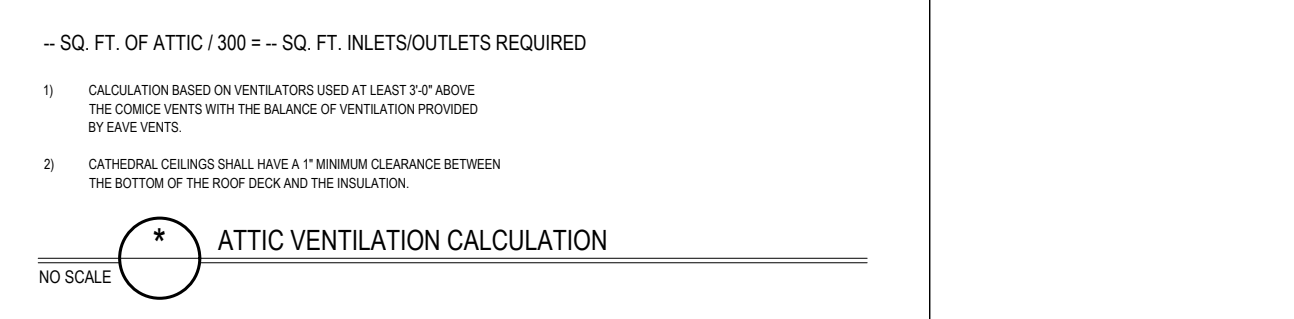 -- SQ. FT. OF ATTIC / 300 = -- SQ. FT. INLETS/OUTLETS REQUIRED
1) CALCULATION BASED ON VENTILATORS USED AT LEAST 3'-0" ABOVE
THE COMICE VENTS WITH THE BALANCE OF VENTILATION PROVIDED
BY EAVE VENTS.
2) CATHEDRAL CEILINGS SHALL HAVE A 1" MINIMUM CLEARANCE BETWEEN
THE BOTTOM OF THE ROOF DECK AND THE INSULATION.
* ATTIC VENTILATION CALCULATION
NO SCALE